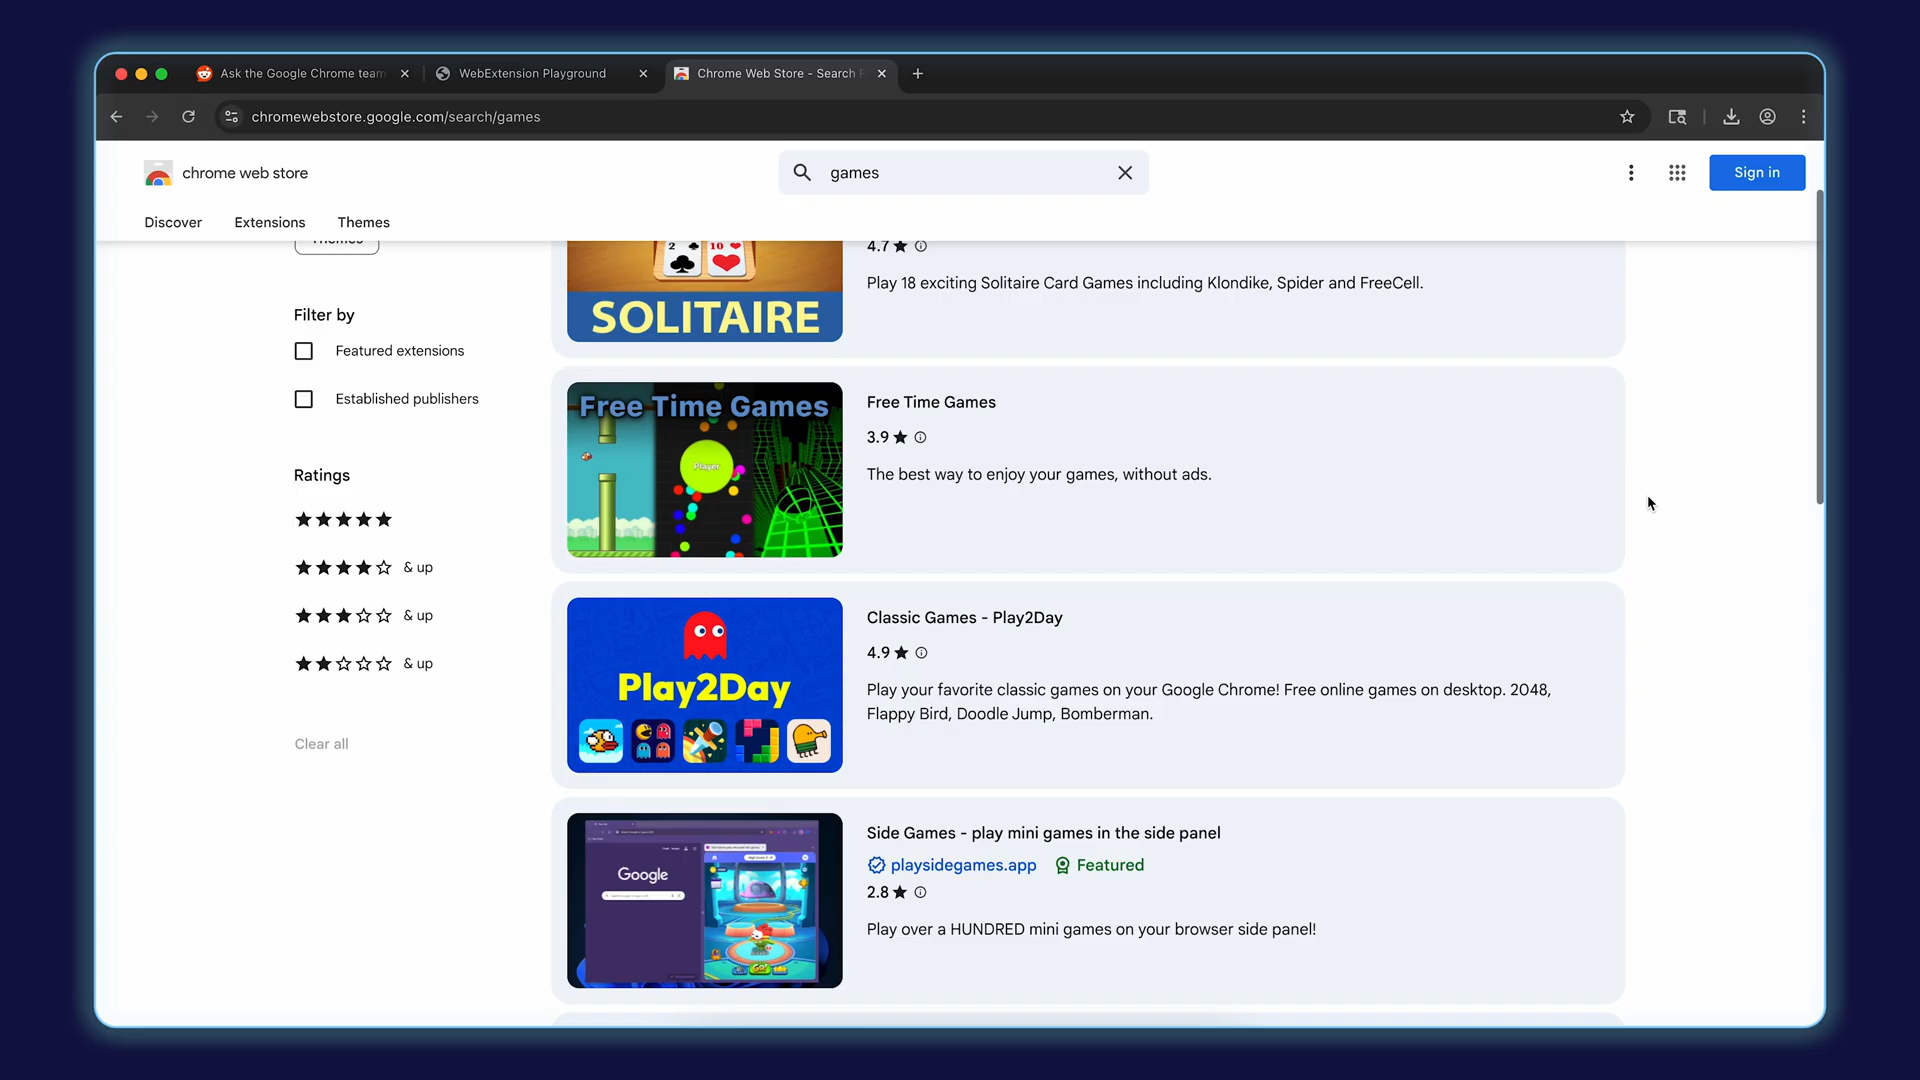 Ask the Google Chrome team
WebExtension Playground
Chrome Web Store - Search
chromewebstore.google.com/search/games
chrome web store
games
Sign in
Discover
Extensions
Themes
Themes
Filter by
Featured extensions
Established publishers
Ratings
& up
& up
& up
Clear all
2
10
SOLITAIRE
4.7
Play 18 exciting Solitaire Card Games including Klondike, Spider and FreeCell.
Free Time Games
Player
Free Time Games
3.9
The best way to enjoy your games, without ads.
Play2Day
Classic Games - Play2Day
4.9
Play your favorite classic games on your Google Chrome! Free online games on desktop. 2048,
Flappy Bird, Doodle Jump, Bomberman.
Google
GO!
Side Games - play mini games in the side panel
playsidegames.app
Featured
2.8
Play over a HUNDRED mini games on your browser side panel!